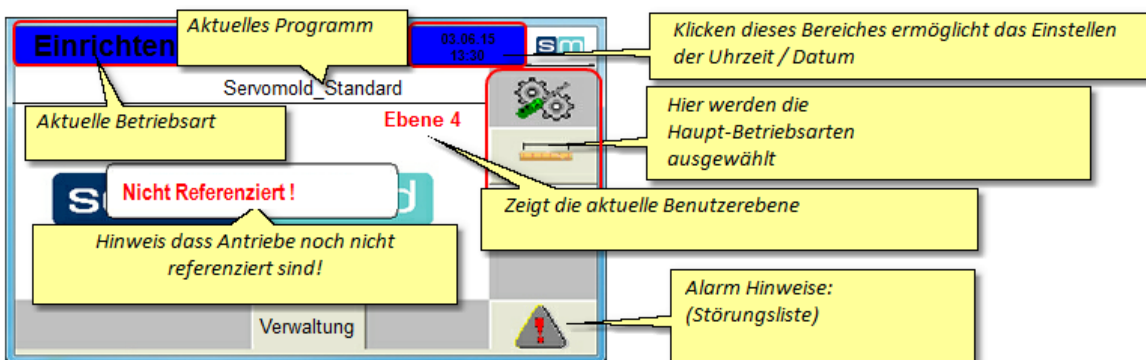 Aktuelles Programm
Einrichten
03.06.15
13:30
sm
Klicken dieses Bereiches ermöglicht das Einstellen
der Uhrzeit / Datum
Servomold_Standard
Aktuelle Betriebsart
Ebene 4
Hier werden die
Haupt-Betriebsarten
ausgewählt
Nicht Referenziert !
Zeigt die aktuelle Benutzerebene
Hinweis dass Antriebe noch nicht
referenziert sind!
Alarm Hinweise:
(Störungsliste)
Verwaltung